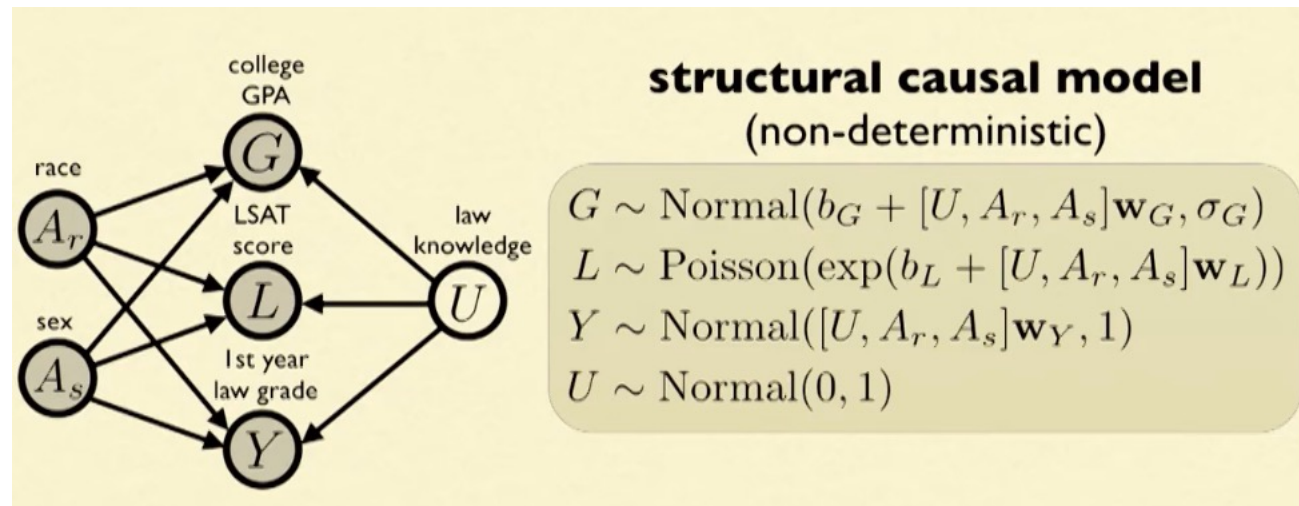 college
GPA
G
race
A_r
LSAT
score
L
law
knowledge
U
sex
A_s
1st year
law grade
Y
structural causal model
(non-deterministic)
G ∼ Normal(b_G + [U, A_r, A_s]𝐰_G, σ_G)
L ∼ Poisson(exp(b_L + [U, A_r, A_s]𝐰_L))
Y ∼ Normal([U, A_r, A_s]𝐰_Y, 1)
U ∼ Normal(0, 1)